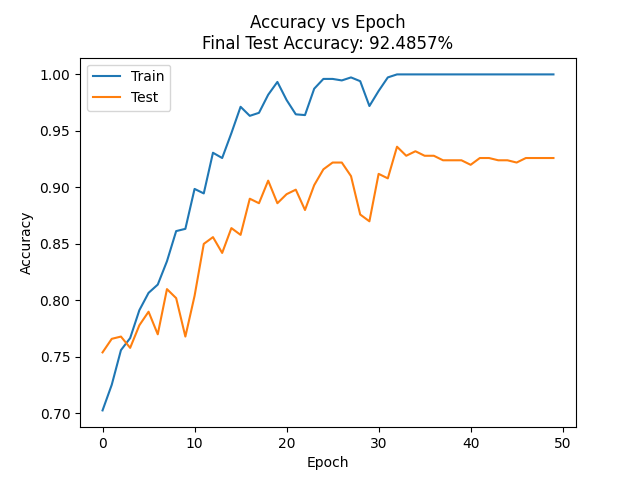 Accuracy vs Epoch
Final Test Accuracy: 92.4857%
Train
Test
1.00
0.95
0.90
0.85
0.80
0.75
0.70
Accuracy
0 10 20 30 40 50
Epoch